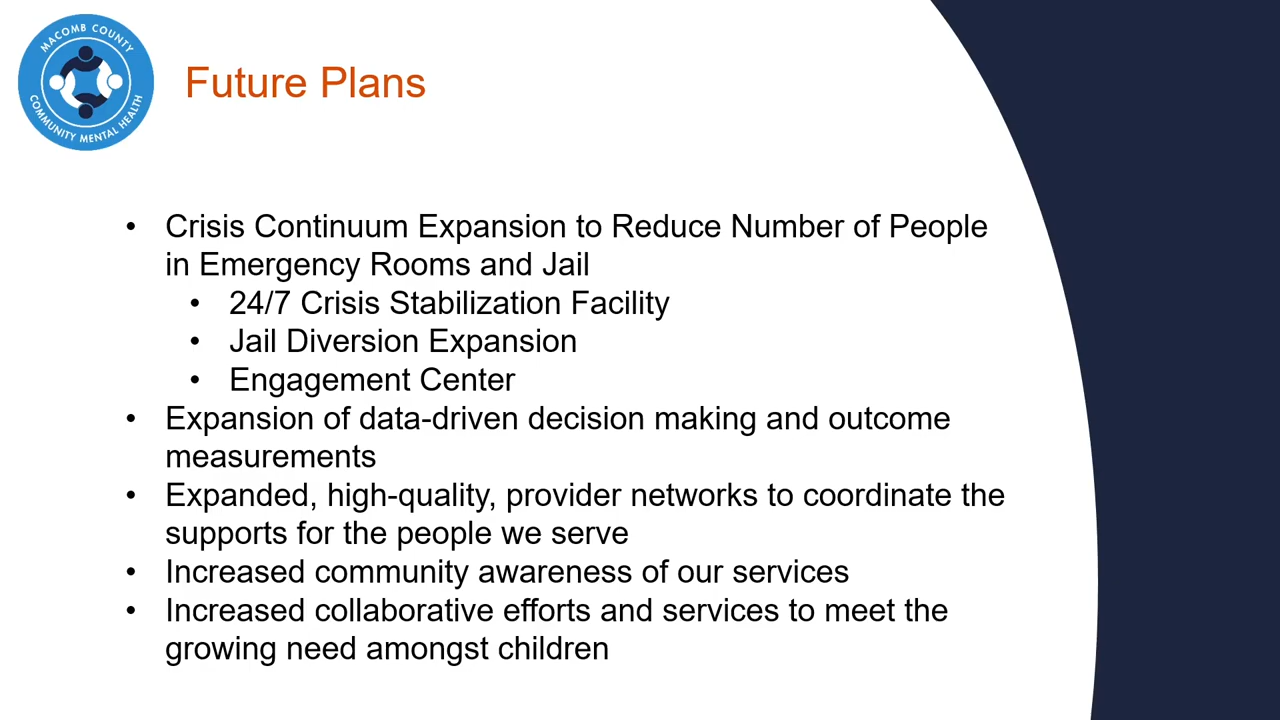 MACOMB COUNTY
COMMUNITY MENTAL HEALTH
Future Plans
• Crisis Continuum Expansion to Reduce Number of People
in Emergency Rooms and Jail
• 24/7 Crisis Stabilization Facility
• Jail Diversion Expansion
• Engagement Center
• Expansion of data-driven decision making and outcome
measurements
• Expanded, high-quality, provider networks to coordinate the
supports for the people we serve
• Increased community awareness of our services
• Increased collaborative efforts and services to meet the
growing need amongst children